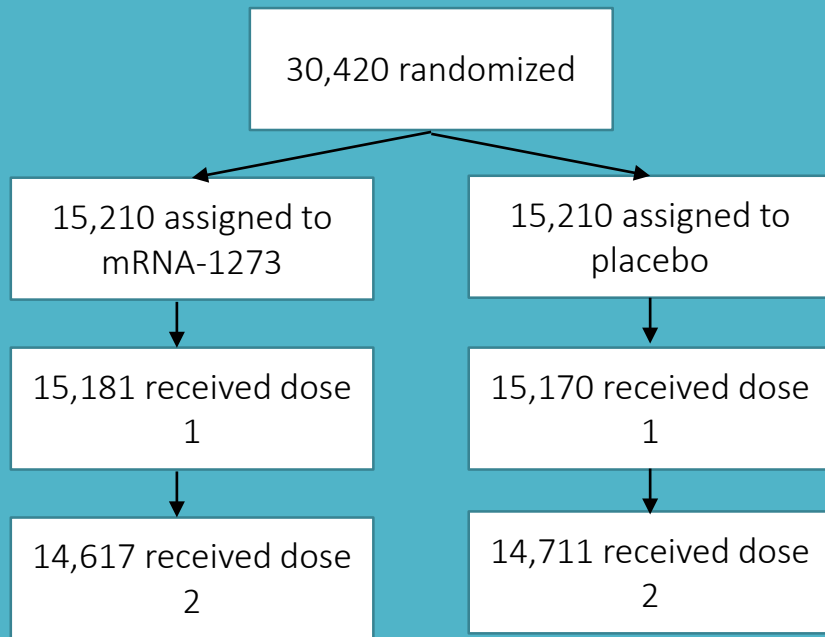 30,420 randomized
15,210 assigned to
mRNA-1273
15,210 assigned to
placebo
15,181 received dose
1
15,170 received dose
1
14,617 received dose
2
14,711 received dose
2